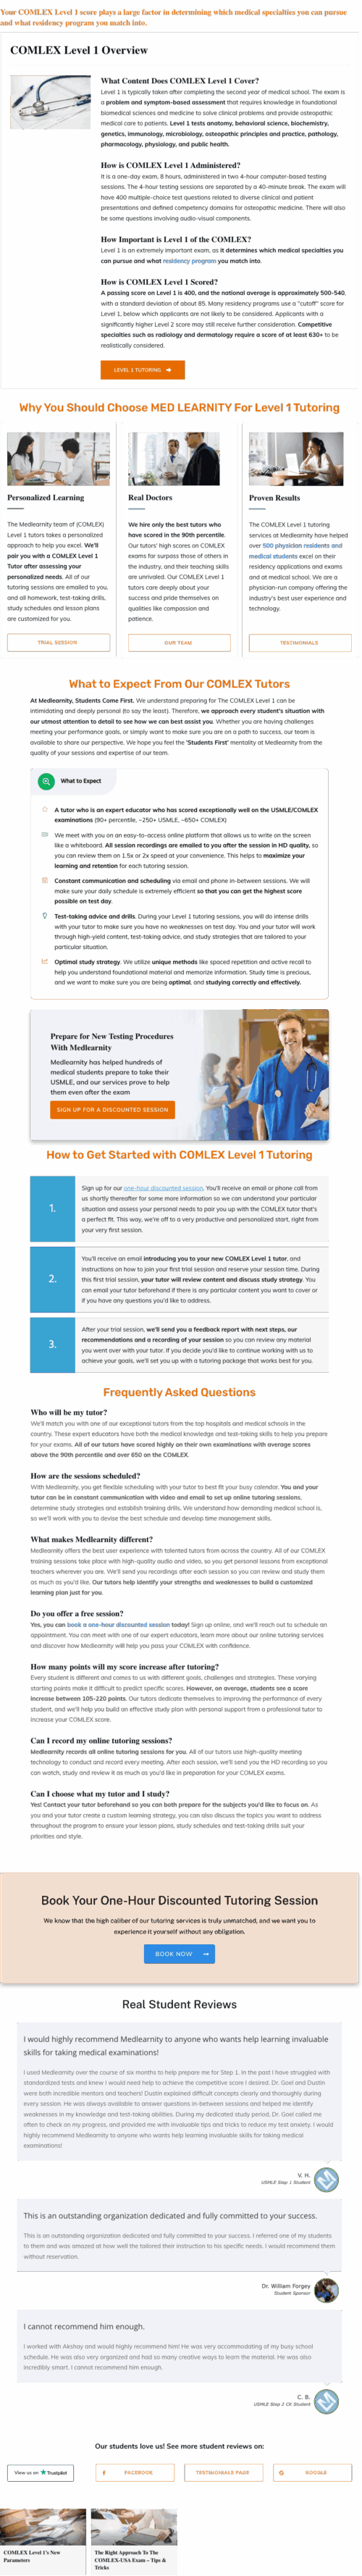 Your COMLEX Level 1 score plays a large factor in determining which medical specialties you can pursue
and what residency program you match into.
COMLEX Level 1 Overview
What Content Does COMLEX Level 1 Cover?
Level 1 is typically taken after completing the second year of medical school. The exam is
a problem and symptom-based assessment that requires knowledge in foundational
biomedical sciences and medicine to solve clinical problems and provide osteopathic
medical care to patients. Level 1 tests anatomy, behavioral science, biochemistry,
genetics, immunology, microbiology, osteopathic principles and practice, pathology,
pharmacology, physiology, and public health.
How is COMLEX Level 1 Administered?
It is a one-day exam, 8 hours, administered in two 4-hour computer-based testing
sessions. The 4-hour testing sessions are separated by a 40-minute break. The exam will
have 400 multiple-choice test questions related to diverse clinical and patient
presentations and defined competency domains for osteopathic medicine. There will also
be some questions involving audio-visual components.
How Important is Level 1 of the COMLEX?
Level 1 is an extremely important exam, as it determines which medical specialties you
can pursue and what residency program you match into.
How is COMLEX Level 1 Scored?
A passing score on Level 1 is 400, and the national average is approximately 500-540,
with a standard deviation of about 85. Many residency programs use a "cutoff" score for
Level 1, below which applicants are not likely to be considered. Applicants with a
significantly higher Level 2 score may still receive further consideration. Competitive
specialties such as radiology and dermatology require a score of at least 630+ to be
realistically considered.
LEVEL 1 TUTORING
Why You Should Choose MED LEARNITY For Level 1 Tutoring
Personalized Learning
The Medlearnity team of (COMLEX)
Level 1 tutors takes a personalized
approach to help you excel. We'll
pair you with a COMLEX Level 1
Tutor after assessing your
personalized needs. All of our
tutoring sessions are emailed to you,
and all homework, test-taking drills,
study schedules and lesson plans
are customized for you.
TRIAL SESSION
Real Doctors
We hire only the best tutors who
have scored in the 90th percentile.
Our tutors' high scores on COMLEX
exams far surpass those of others in
the industry, and their teaching skills
are unrivaled. Our COMLEX Level 1
tutors care deeply about your
success and pride themselves on
qualities like compassion and
patience.
OUR TEAM
Proven Results
The COMLEX Level 1 tutoring
services at Medlearnity have helped
over 500 physician residents and
medical students excel on their
residency applications and exams
and at medical school. We are a
physician-run company offering the
industry's best user experience and
technology.
TESTIMONIALS
What to Expect From Our COMLEX Tutors
At Medlearnity, Students Come First. We understand preparing for The COMLEX Level 1 can be
intimidating and deeply personal (to say the least). Therefore, we approach every student's situation with
our utmost attention to detail to see how we can best assist you. Whether you are having challenges
meeting your performance goals, or simply want to make sure you are on a path to success, our team is
available to share our perspective. We hope you feel the 'Students First' mentality at Medlearnity from the
quality of your sessions and expertise of our team.
What to Expect
A tutor who is an expert educator who has scored exceptionally well on the USMLE/COMLEX
examinations (90+ percentile, ~250+ USMLE, ~650+ COMLEX)
We meet with you on an easy-to-access online platform that allows us to write on the screen
like a whiteboard. All session recordings are emailed to you after the session in HD quality, so
you can review them on 1.5x or 2x speed at your convenience. This helps to maximize your
learning and retention for each tutoring session.
Constant communication and scheduling via email and phone in-between sessions. We will
make sure your daily schedule is extremely efficient so that you can get the highest score
possible on test day.
Test-taking advice and drills. During your Level 1 tutoring sessions, you will do intense drills
with your tutor to make sure you have no weaknesses on test day. You and your tutor will work
through high-yield content, test-taking advice, and study strategies that are tailored to your
particular situation.
Optimal study strategy. We utilize unique methods like spaced repetition and active recall to
help you understand foundational material and memorize information. Study time is precious,
and we want to make sure you are being optimal, and studying correctly and effectively.
Prepare for New Testing Procedures
With Medlearnity
Medlearnity has helped hundreds of
medical students prepare to take their
USMLE, and our services prove to help
them even after the exam
SIGN UP FOR A DISCOUNTED SESSION
How to Get Started with COMLEX Level 1 Tutoring
1.
Sign up for our one-hour discounted session. You'll receive an email or phone call from
us shortly thereafter for some more information so we can understand your particular
situation and assess your personal needs to pair you up with the COMLEX tutor that's
a perfect fit. This way, we're off to a very productive and personalized start, right from
your very first session.
2.
You'll receive an email introducing you to your new COMLEX Level 1 tutor, and
instructions on how to join your first trial session and reserve your session time. During
this first trial session, your tutor will review content and discuss study strategy. You
can email your tutor beforehand if there is any particular content you want to cover or
if you have any questions you'd like to address.
3.
After your trial session, we'll send you a feedback report with next steps, our
recommendations and a recording of your session so you can review any material
you went over with your tutor. If you decide you'd like to continue working with us to
achieve your goals, we'll set you up with a tutoring package that works best for you.
Frequently Asked Questions
Who will be my tutor?
We'll match you with one of our exceptional tutors from the top hospitals and medical schools in the
country. These expert educators have both the medical knowledge and test-taking skills to help you prepare
for your exams. All of our tutors have scored highly on their own examinations with average scores
above the 90th percentile and over 650 on the COMLEX.
How are the sessions scheduled?
With Medlearnity, you get flexible scheduling with your tutor to best fit your busy calendar. You and your
tutor can be in constant communication with video and email to set up online tutoring sessions,
determine study strategies and establish training drills. We understand how demanding medical school is,
so we'll work with you to devise the best schedule and develop time management skills.
What makes Medlearnity different?
Medlearnity offers the best user experience with talented tutors from across the country. All of our COMLEX
training sessions take place with high-quality audio and video, so you get personal lessons from exceptional
teachers wherever you are. We'll send you recordings after each session so you can review and study them
as much as you'd like. Our tutors help identify your strengths and weaknesses to build a customized
learning plan just for you.
Do you offer a free session?
Yes, you can book a one-hour discounted session today! Sign up online, and we'll reach out to schedule an
appointment. You can meet with one of our expert educators, learn more about our online tutoring services
and discover how Medlearnity will help you pass your COMLEX with confidence.
How many points will my score increase after tutoring?
Every student is different and comes to us with different goals, challenges and strategies. These varying
starting points make it difficult to predict specific scores. However, on average, students see a score
increase between 105-220 points. Our tutors dedicate themselves to improving the performance of every
student, and we'll help you build an effective study plan with personal support from a professional tutor to
increase your COMLEX score.
Can I record my online tutoring sessions?
Medlearnity records all online tutoring sessions for you. All of our tutors use high-quality meeting
technology to conduct and record every meeting. After each session, we'll send you the HD recording so you
can watch, study and review it as much as you'd like in preparation for your COMLEX exams.
Can I choose what my tutor and I study?
Yes! Contact your tutor beforehand so you can both prepare for the subjects you'd like to focus on. As
you and your tutor create a custom learning strategy, you can also discuss the topics you want to address
throughout the program to ensure your lesson plans, study schedules and test-taking drills suit your
priorities and style.
Book Your One-Hour Discounted Tutoring Session
We know that the high caliber of our tutoring services is truly unmatched, and we want you to
experience it yourself without any obligation.
BOOK NOW
Real Student Reviews
I would highly recommend Medlearnity to anyone who wants help learning invaluable
skills for taking medical examinations!
I used Medlearnity over the course of six months to help prepare me for Step 1. In the past I have struggled with
standardized tests and knew I would need help to achieve the competitive score I desired. Dr. Goel and Dustin
were both incredible mentors and teachers! Dustin explained difficult concepts clearly and thoroughly during
every session. He was always available to answer questions in-between sessions and helped me identify
weaknesses in my knowledge and test-taking abilities. During my dedicated study period, Dr. Goel called me
often to check on my progress, and provided me with invaluable tips and tricks to reduce my test anxiety. I would
highly recommend Medlearnity to anyone who wants help learning invaluable skills for taking medical
examinations!
V. H.
USMLE Step 1 Student
This is an outstanding organization dedicated and fully committed to your success.
This is an outstanding organization dedicated and fully committed to your success. I referred one of my students
to them and was amazed at how well the tailored their instruction to his specific needs. I would recommend them
without reservation.
Dr. William Forgey
Student Sponsor
I cannot recommend him enough.
I worked with Akshay and would highly recommend him! He was very accommodating of my busy school
schedule. He was also very organized and had so many creative ways to learn the material. He was also
incredibly smart. I cannot recommend him enough.
C. B.
USMLE Step 2 CK Student
Our students love us! See more student reviews on:
View us on Trustpilot
FACEBOOK
TESTIMONIALS PAGE
GOOGLE
COMLEX Level 1's New
Parameters
The Right Approach To The
COMLEX-USA Exam – Tips &
Tricks